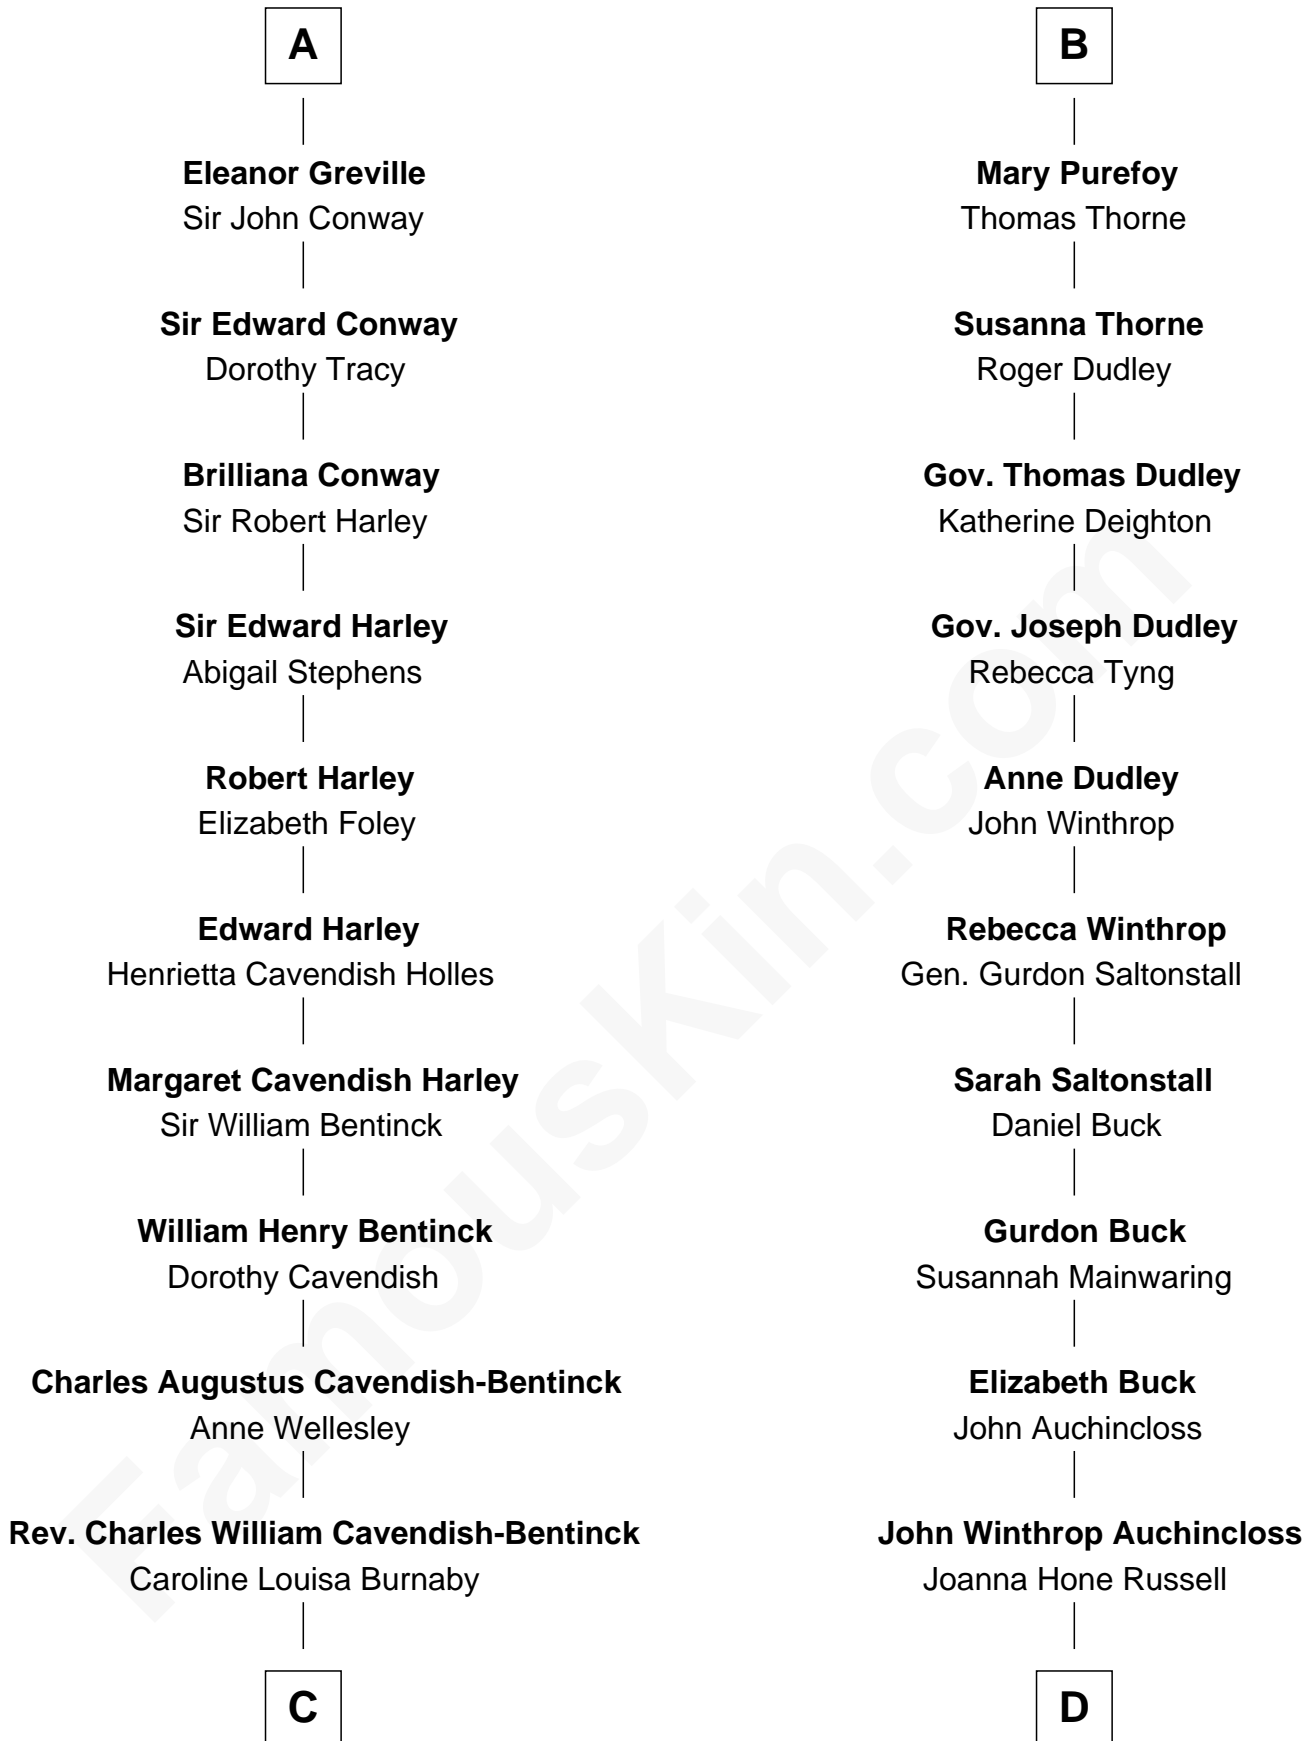 A
Eleanor Greville
Sir John Conway
Sir Edward Conway
Dorothy Tracy
Brilliana Conway
Sir Robert Harley
Sir Edward Harley
Abigail Stephens
Robert Harley
Elizabeth Foley
Edward Harley
Henrietta Cavendish Holles
Margaret Cavendish Harley
Sir William Bentinck
William Henry Bentinck
Dorothy Cavendish
Charles Augustus Cavendish-Bentinck
Anne Wellesley
Rev. Charles William Cavendish-Bentinck
Caroline Louisa Burnaby
C
B
Mary Purefoy
Thomas Thorne
Susanna Thorne
Roger Dudley
Gov. Thomas Dudley
Katherine Deighton
Gov. Joseph Dudley
Rebecca Tyng
Anne Dudley
John Winthrop
Rebecca Winthrop
Gen. Gurdon Saltonstall
Sarah Saltonstall
Daniel Buck
Gurdon Buck
Susannah Mainwaring
Elizabeth Buck
John Auchincloss
John Winthrop Auchincloss
Joanna Hone Russell
D
FamousKin.com